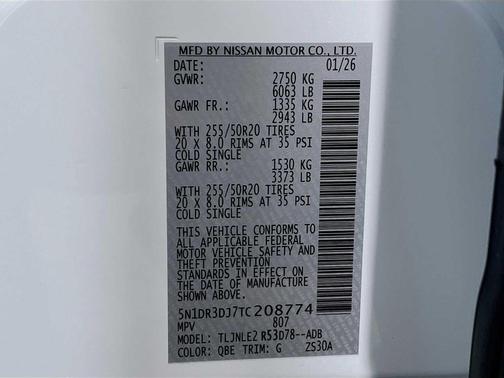 MFD BY NISSAN MOTOR CO., LTD.
DATE: 01/26
GVWR: 2750 KG
6063 LB
GAWR FR.: 1335 KG
2943 LB
WITH 255/50R20 TIRES
20 X 8.0 RIMS AT 35 PSI
COLD SINGLE
GAWR RR.: 1530 KG
3373 LB
WITH 255/50R20 TIRES
20 X 8.0 RIMS AT 35 PSI
COLD SINGLE
THIS VEHICLE CONFORMS TO
ALL APPLICABLE FEDERAL
MOTOR VEHICLE SAFETY AND
AND THEFT PREVENTION
STANDARDS IN EFFECT ON
THE DATE OF MANUFACTURE
SHOWN ABOVE.
5N1DR3DJ7TC208774
MPV 807
MODEL: TLJNLE2 R53D78--ADB
COLOR: QBE TRIM: G ZS30A